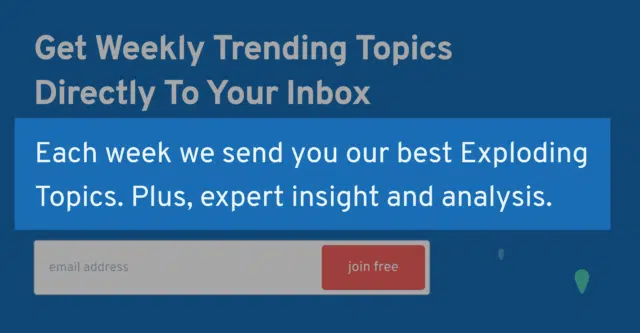 Get Weekly Trending Topics
Directly To Your Inbox
Each week we send you our best Exploding
Topics. Plus, expert insight and analysis.
email address
join free